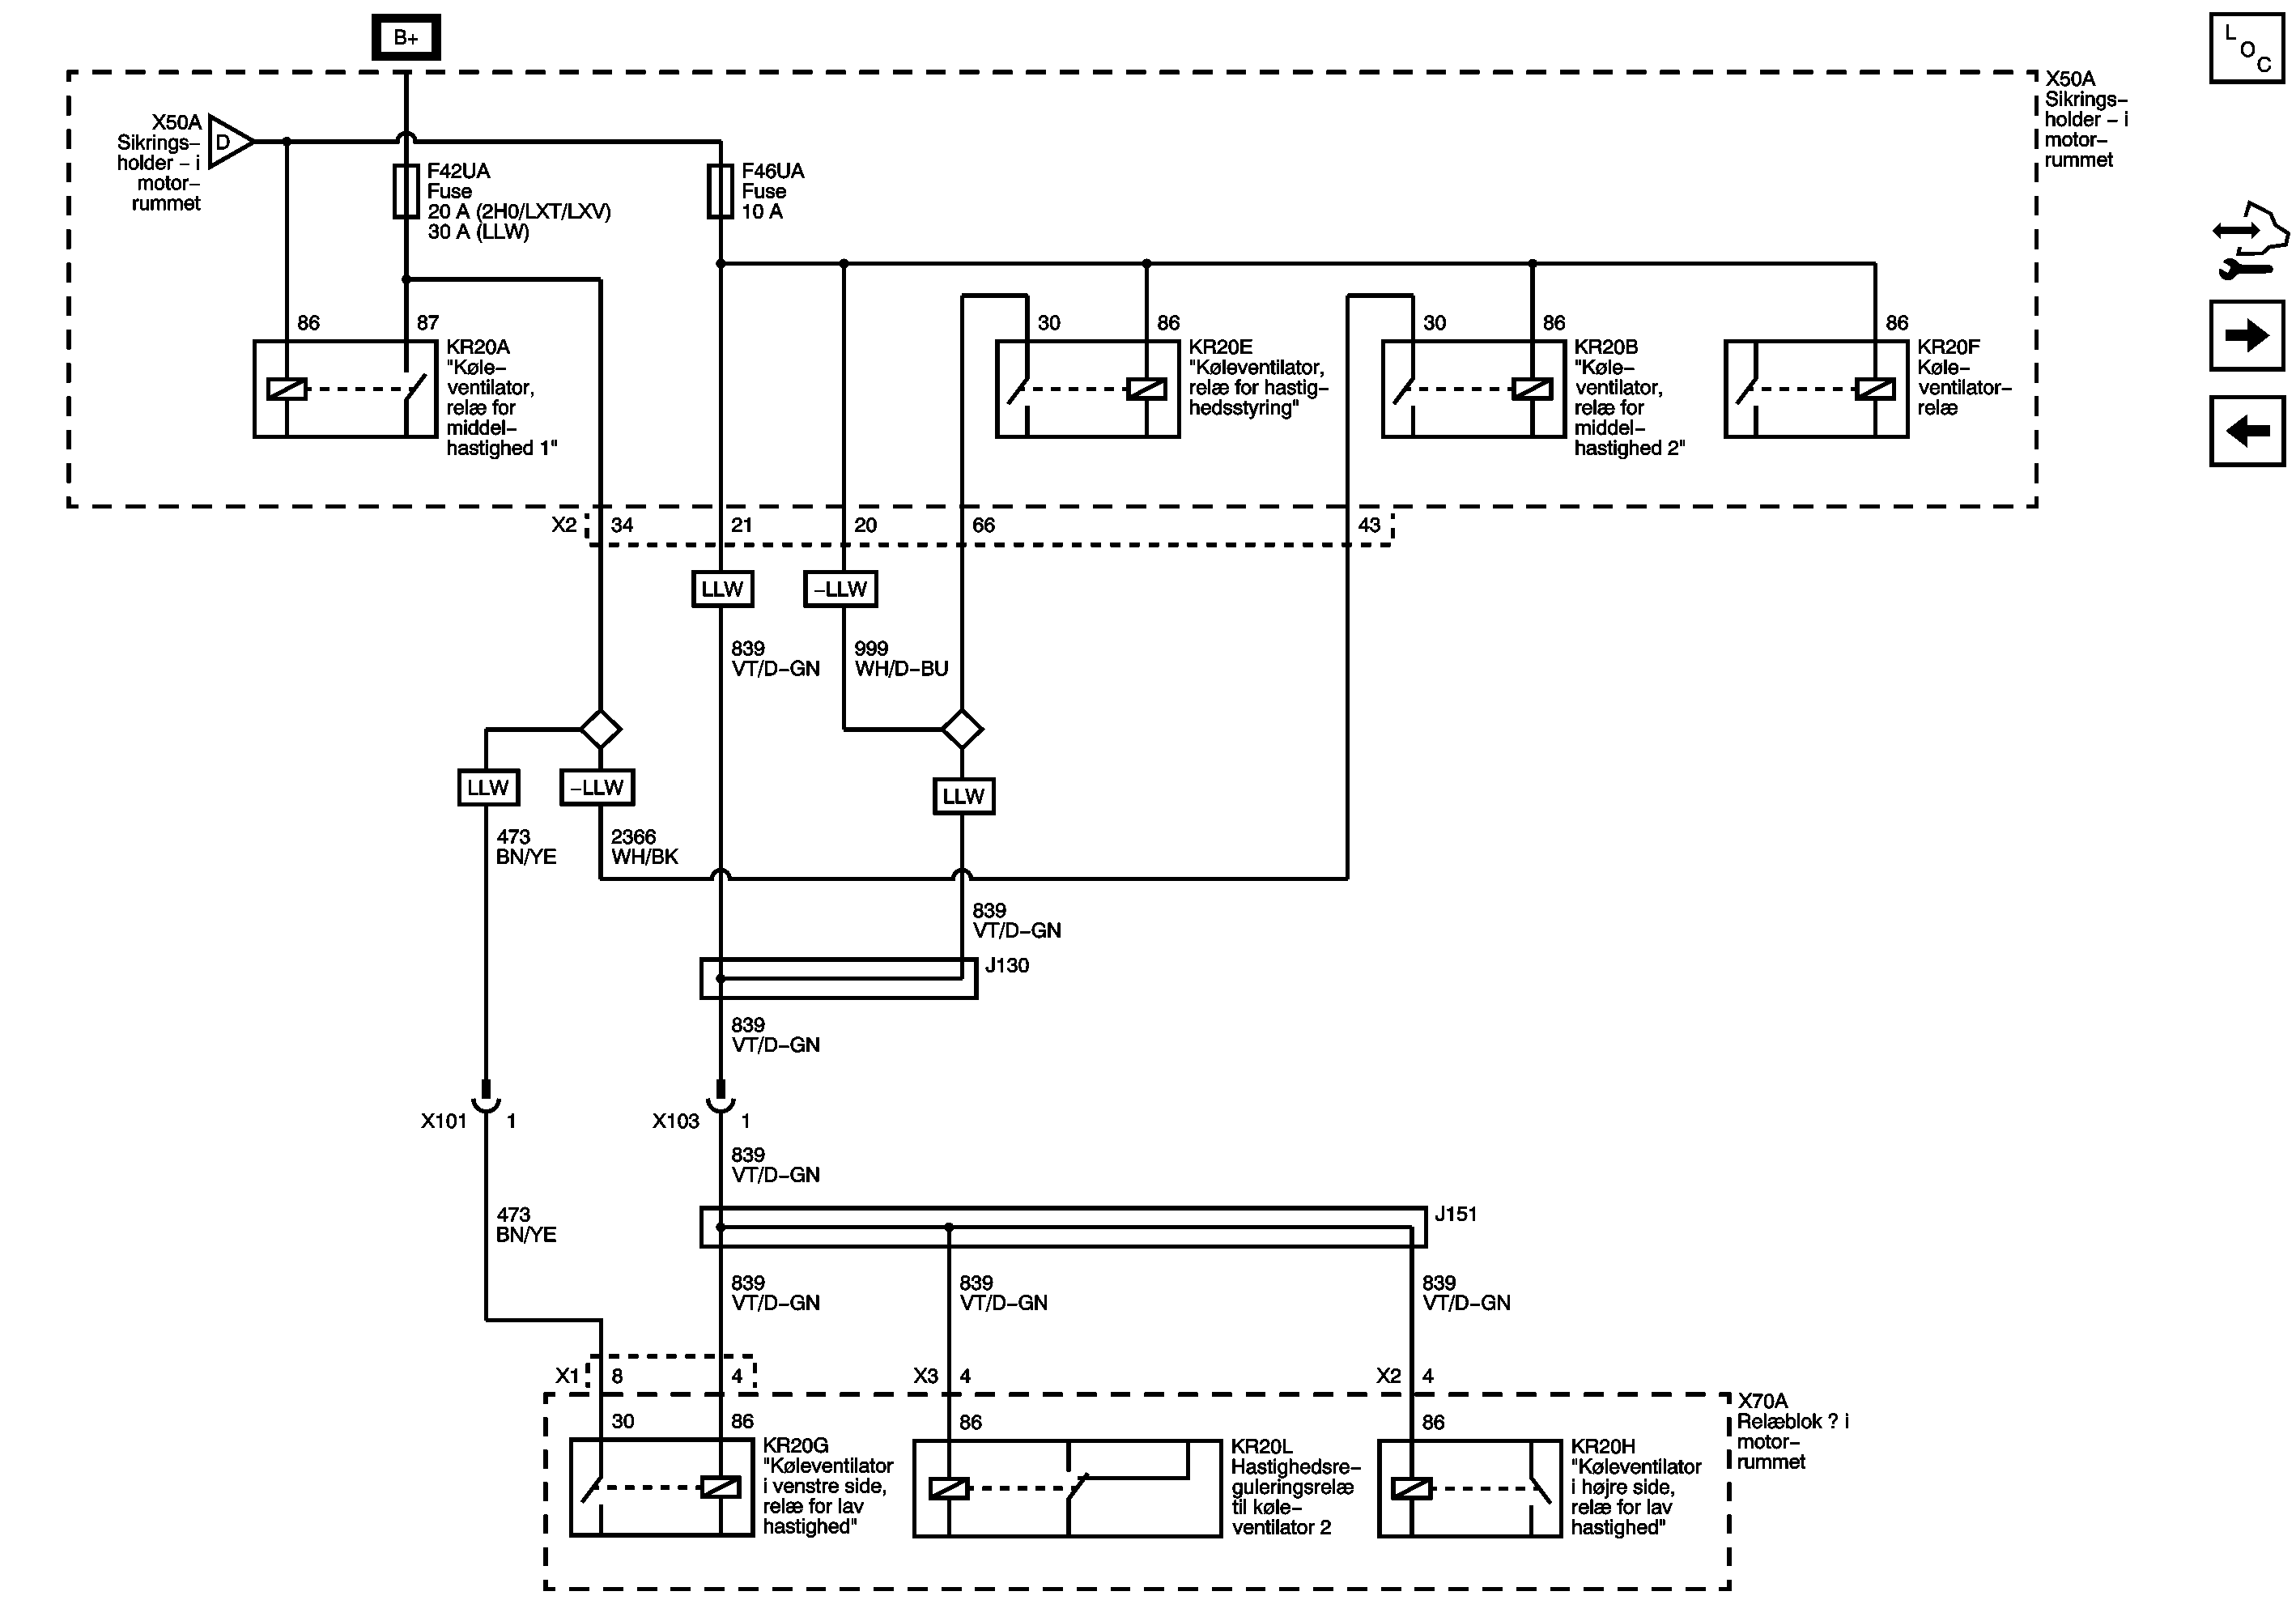 B+
L
O
C
X50A
Sikrings–
holder – i
motor–
rummet
D
X50A
Sikrings–
holder – i
motor–
rummet
F42UA
Fuse
20 A (2H0/LXT/LXV)
30 A (LLW)
F46UA
Fuse
10 A
86
87
30
86
30
86
86
KR20A
"Køle–
ventilator,
relæ for
middel–
hastighed 1"
KR20E
"Køleventilator,
relæ for hastig–
hedsstyring"
KR20B
"Køle–
ventilator,
relæ for
middel–
hastighed 2"
KR20F
Køle–
ventilator–
relæ
X2
34
21
20
66
43
LLW
–LLW
839
VT/D–GN
999
WH/D–BU
LLW
–LLW
LLW
473
BN/YE
2366
WH/BK
839
VT/D–GN
J130
839
VT/D–GN
X101
1
X103
1
839
VT/D–GN
473
BN/YE
J151
839
VT/D–GN
839
VT/D–GN
839
VT/D–GN
X1
8
4
X3
4
X2
4
30
86
86
86
X70A
Relæblok ? i
motor–
rummet
KR20G
"Køleventilator
i venstre side,
relæ for lav
hastighed"
KR20L
Hastighedsre–
guleringsrelæ
til køle–
ventilator 2
KR20H
"Køleventilator
i højre side,
relæ for lav
hastighed"